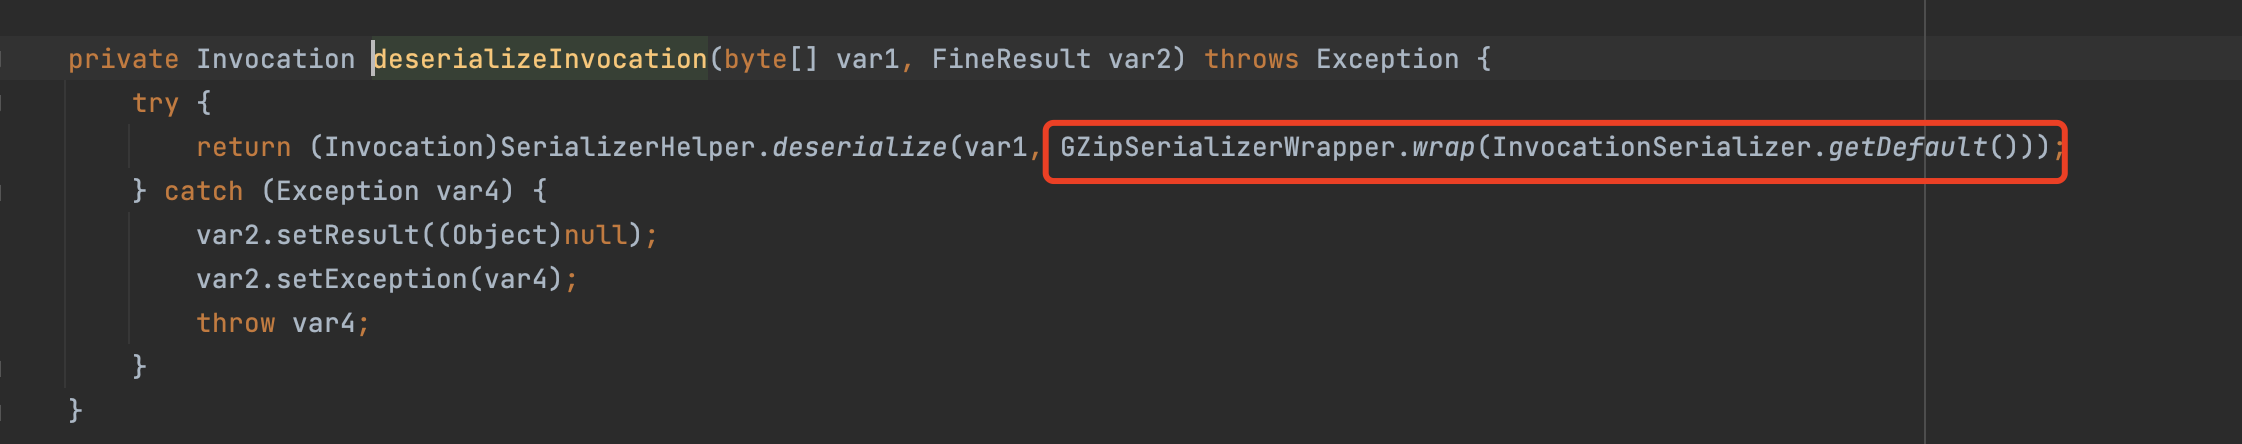 private Invocation deserializeInvocation(byte[] var1, FineResult var2) throws Exception {
try {
return (Invocation)SerializerHelper.deserialize(var1, GZipSerializerWrapper.wrap(InvocationSerializer.getDefault()));
} catch (Exception var4) {
var2.setResult((Object)null);
var2.setException(var4);
throw var4;
}
}